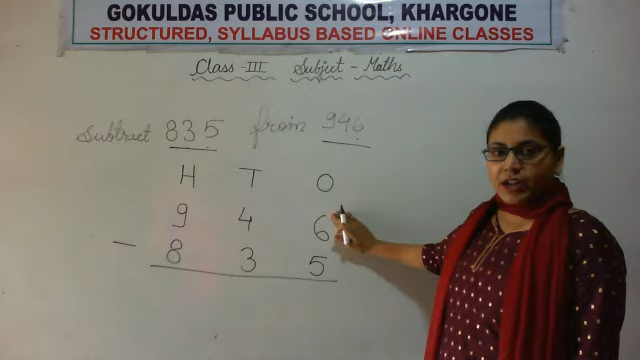 GOKULDAS PUBLIC SCHOOL, KHARGONE
STRUCTURED, SYLLABUS BASED ONLINE CLASSES
Class-III Subject - Maths
Subtract 835 from 946
H T O
9 4 6
- 8 3 5